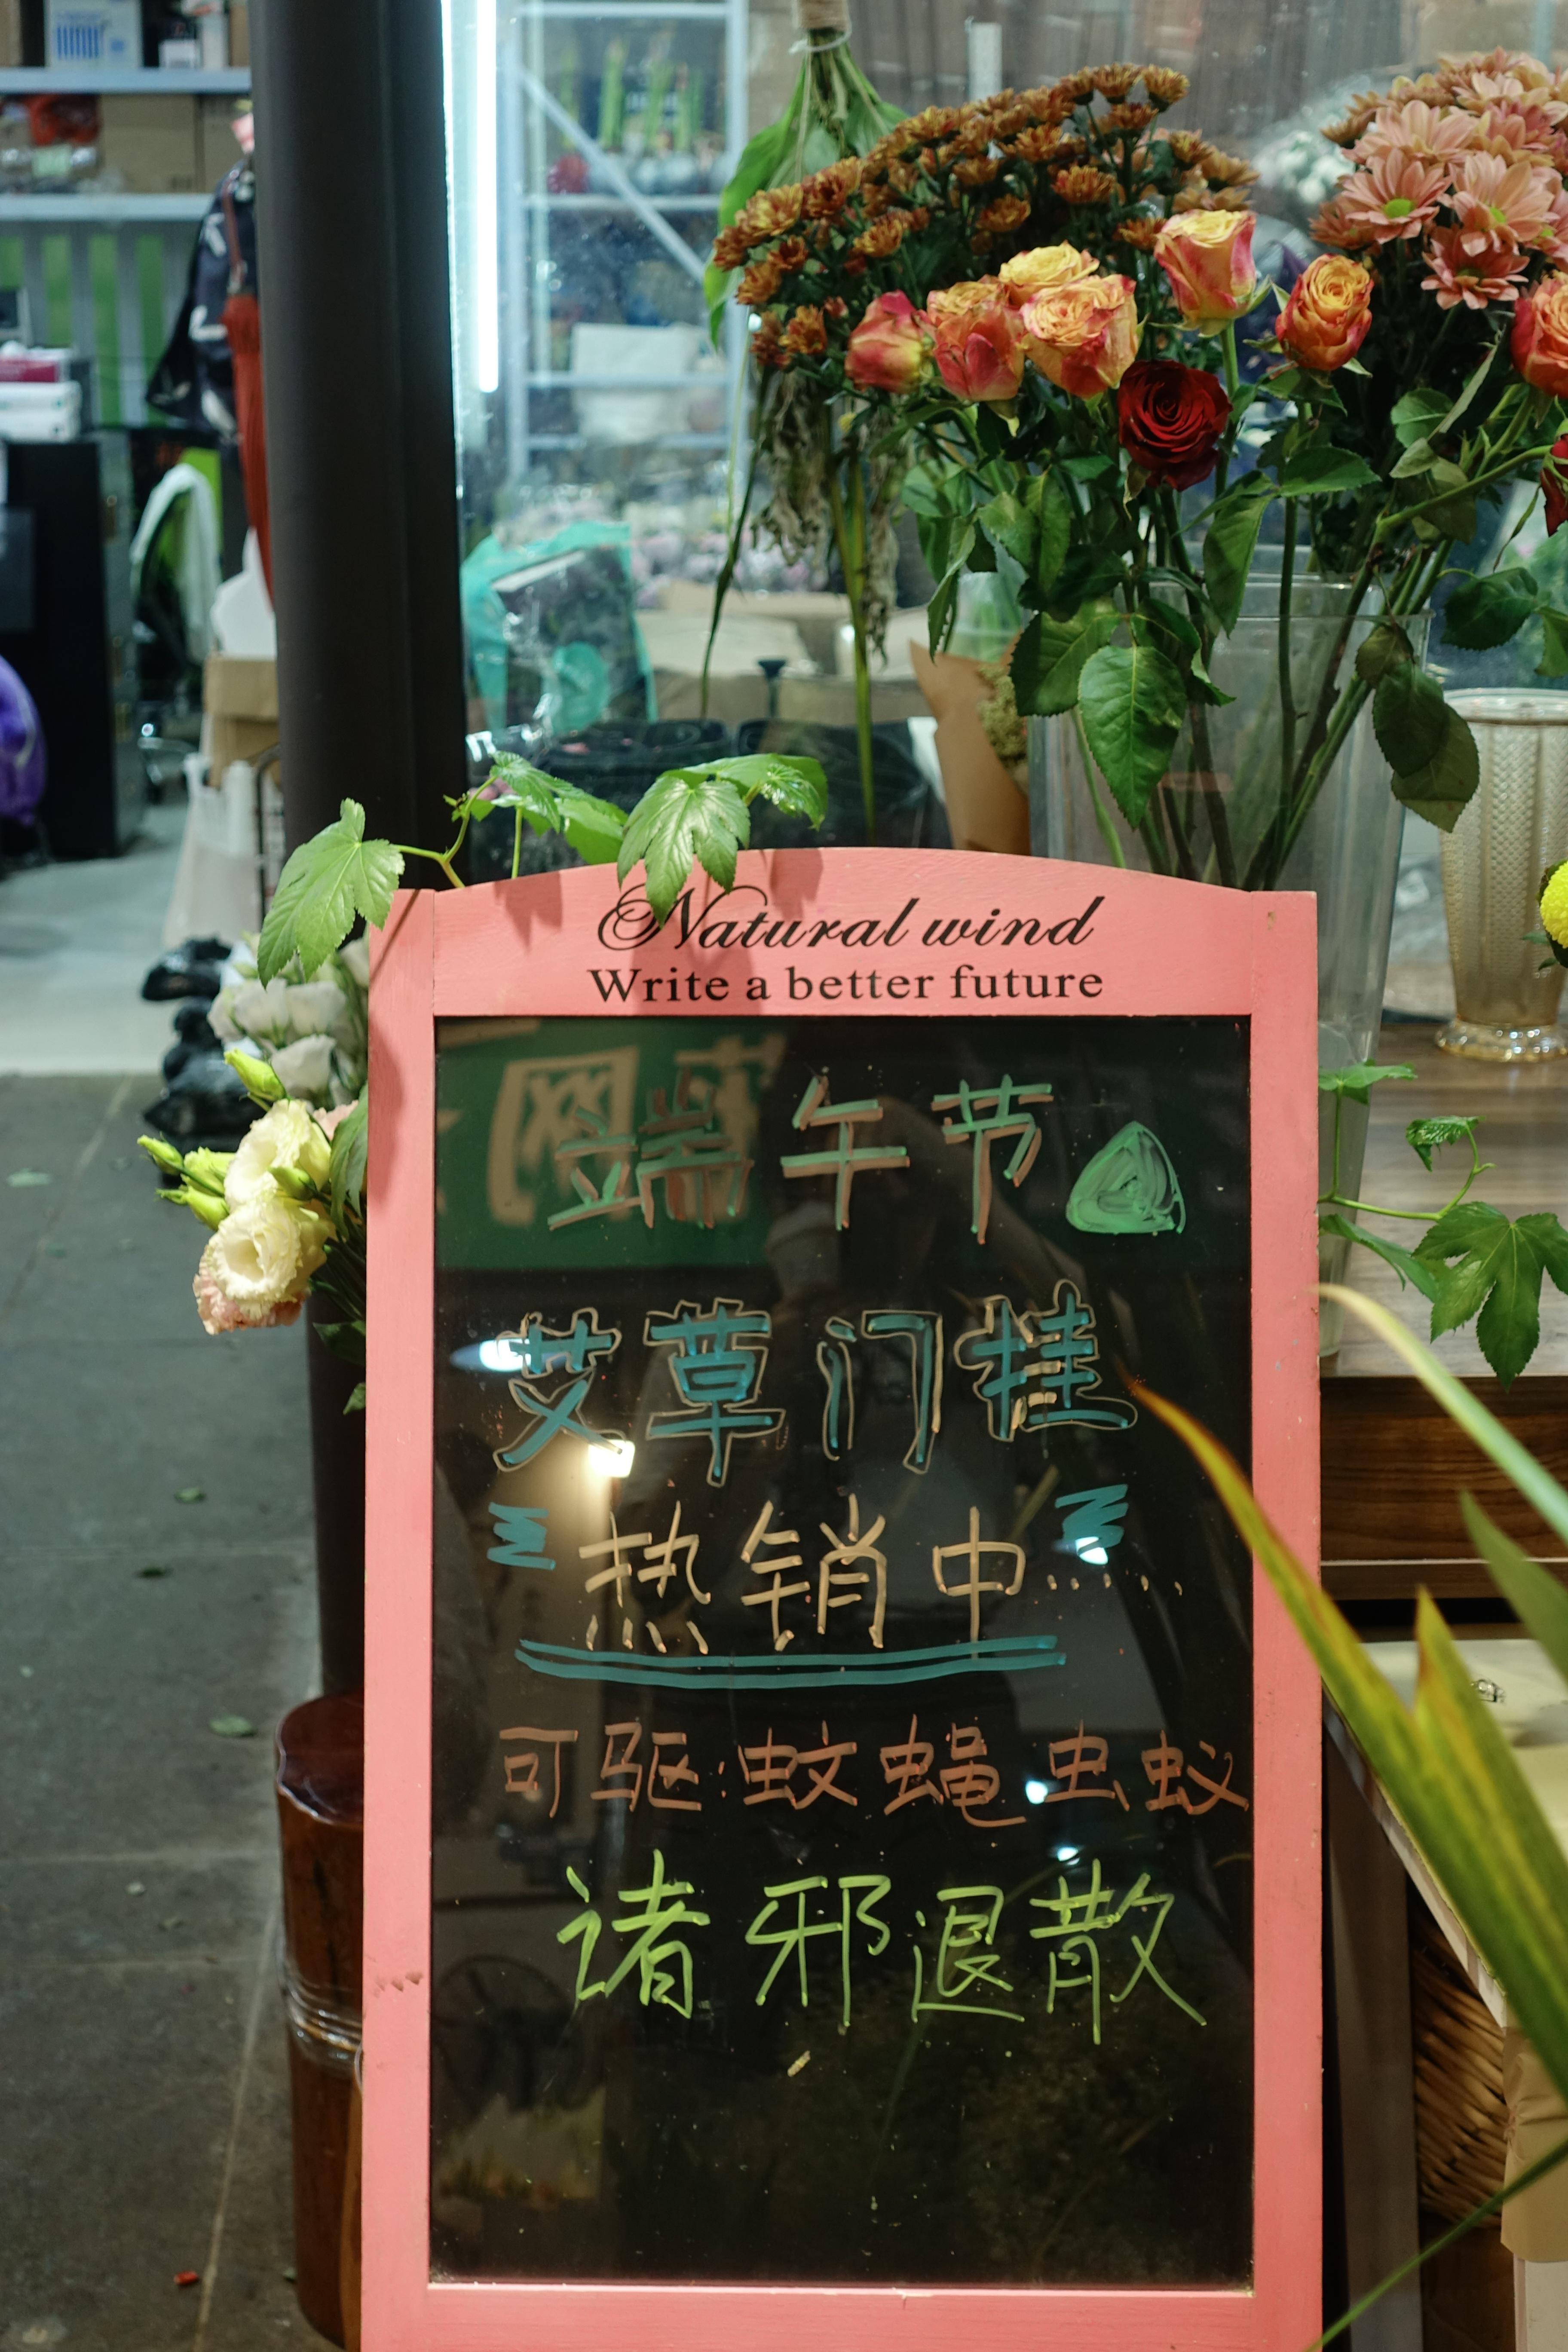 Natural wind
Write a better future
端午节
艾草门挂
热销中……
可驱:蚊蝇虫蚁
诸邪退散